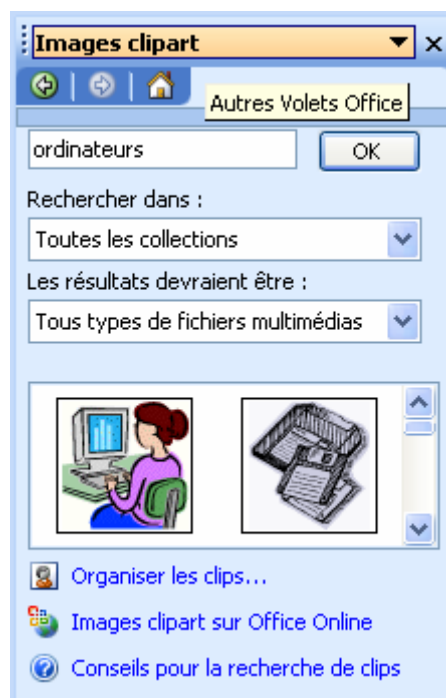 Images clipart
Autres Volets Office
ordinateurs
OK
Rechercher dans :
Toutes les collections
Les résultats devraient être :
Tous types de fichiers multimédias
Organiser les clips...
Images clipart sur Office Online
Conseils pour la recherche de clips